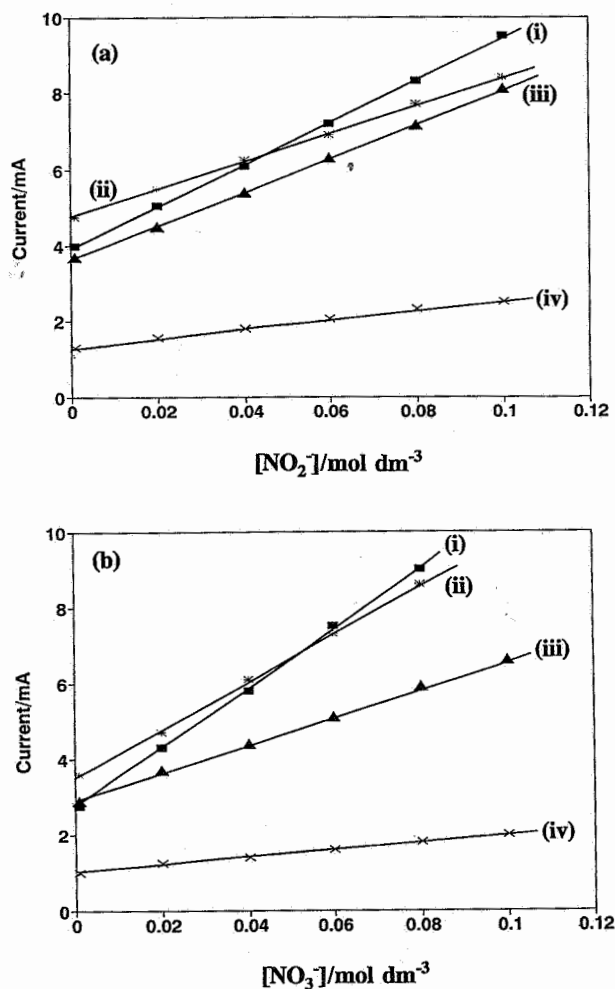 10
(a)
(i)
8
(iii)
6
(ii)
Current/mA
4
2
(iv)
0
0 0.02 0.04 0.06 0.08 0.1 0.12
[NO₂⁻]/mol dm⁻³
10
(b)
(i)
8
(ii)
6
(iii)
Current/mA
4
2
(iv)
0
0 0.02 0.04 0.06 0.08 0.1 0.12
[NO₃⁻]/mol dm⁻³